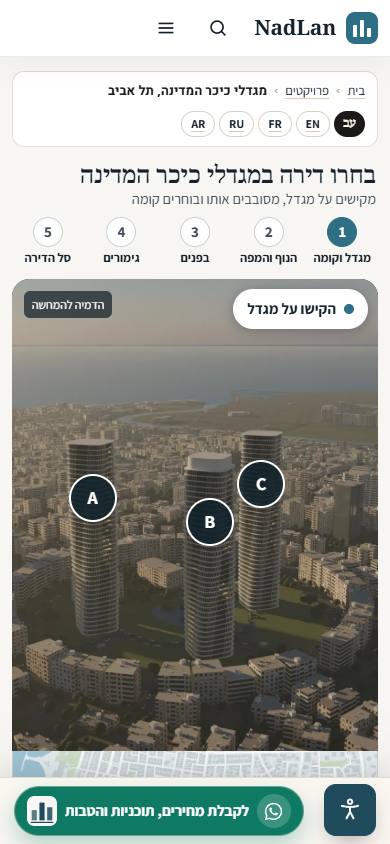 NadLan
בית › פרויקטים › מגדלי כיכר המדינה, תל אביב
עב EN FR RU AR
בחרו דירה במגדלי כיכר המדינה
מקישים על מגדל, מסובבים אותו ובוחרים קומה
1 2 3 4 5
מגדל וקומה הנוף והמפה בפנים גימורים סל הדירה
הקישו על מגדל
הדמיה להמחשה
C
A
B
לקבלת מחירים, תוכניות והטבות